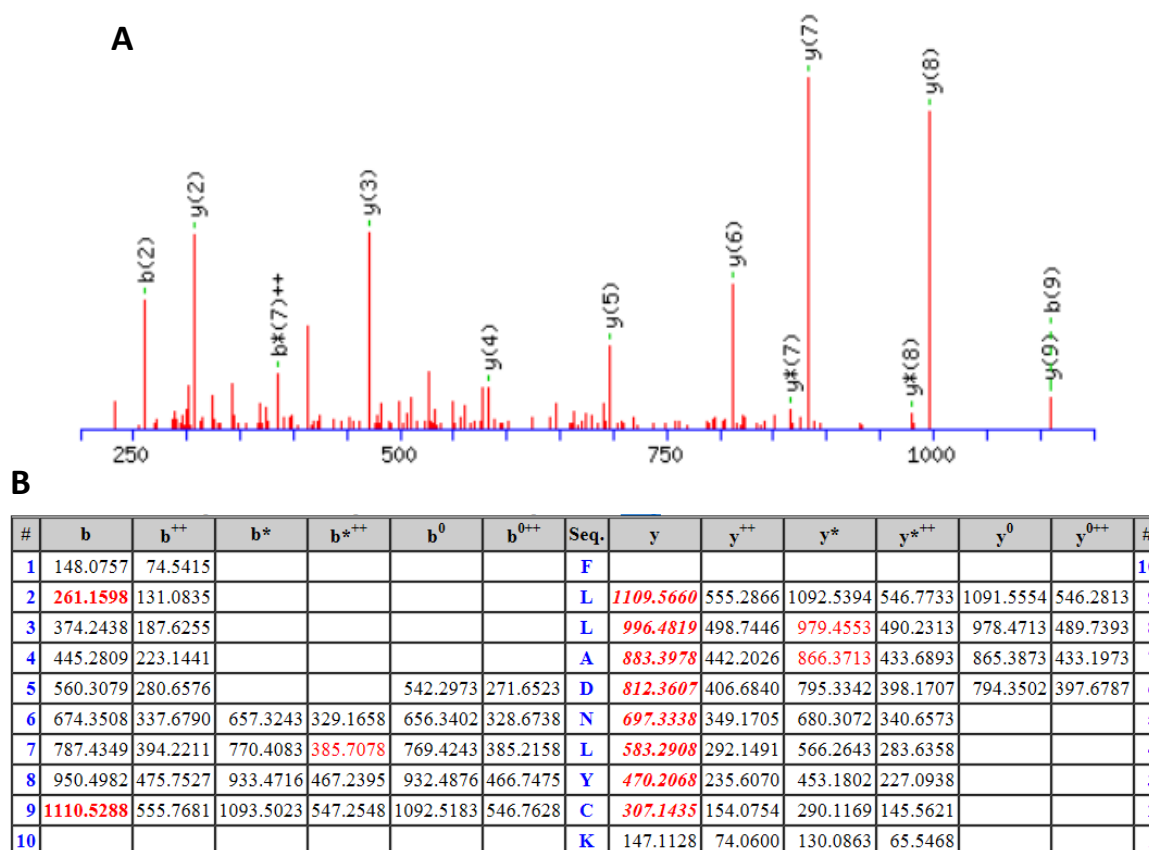 A
b(2)
y(2)
b*(7)++
y(3)
y(4)
y(5)
y(6)
y*(7)
y(7)
y*(8)
y(8)
y(9) b(9)
250 500 750 1000
B
# b b++ b* b*++ b0 b0++ Seq. y y++ y* y*++ y0 y0++ #
1 148.0757 74.5415 F
2 261.1598 131.0835 L 1109.5660 555.2866 1092.5394 546.7733 1091.5554 546.2813
3 374.2438 187.6255 L 996.4819 498.7446 979.4553 490.2313 978.4713 489.7393
4 445.2809 223.1441 A 883.3978 442.2026 866.3713 433.6893 865.3873 433.1973
5 560.3079 280.6576 542.2973 271.6523 D 812.3607 406.6840 795.3342 398.1707 794.3502 397.6787
6 674.3508 337.6790 657.3243 329.1658 656.3402 328.6738 N 697.3338 349.1705 680.3072 340.6573
7 787.4349 394.2211 770.4083 385.7078 769.4243 385.2158 L 583.2908 292.1491 566.2643 283.6358
8 950.4982 475.7527 933.4716 467.2395 932.4876 466.7475 Y 470.2068 235.6070 453.1802 227.0938
9 1110.5288 555.7681 1093.5023 547.2548 1092.5183 546.7628 C 307.1435 154.0754 290.1169 145.5621
10 K 147.1128 74.0600 130.0863 65.5468